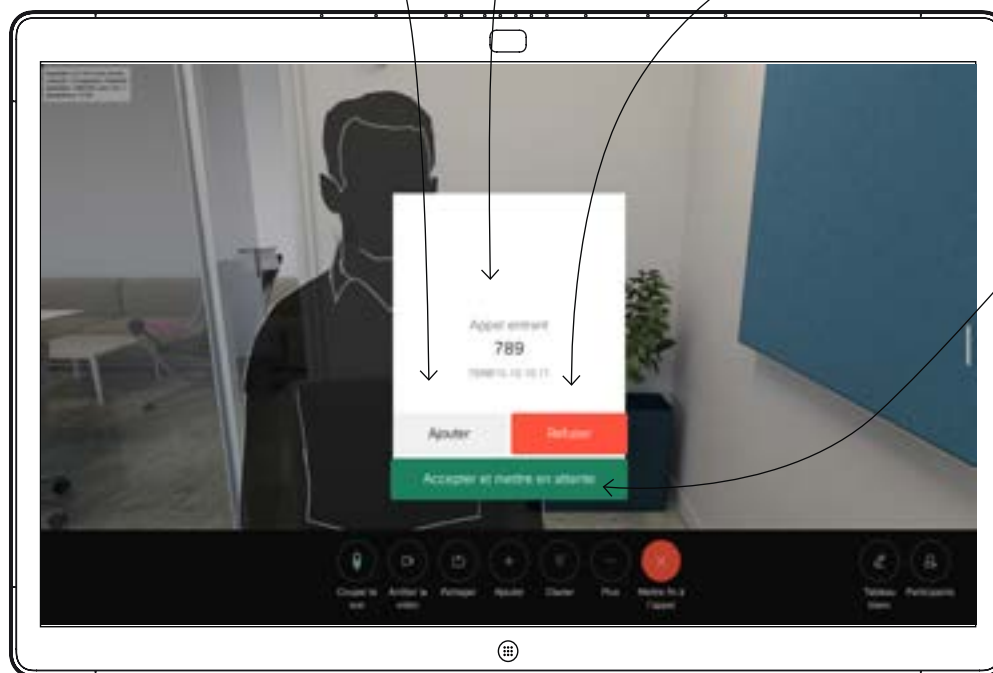 Appel entrant
789
Ajouter Refuser
Accepter et mettre en attente
Couper le son
Arrêter la vidéo
Partager
Ajouter
Clavier
Plus
Mettre fin à l'appel
Tableau blanc
Participants